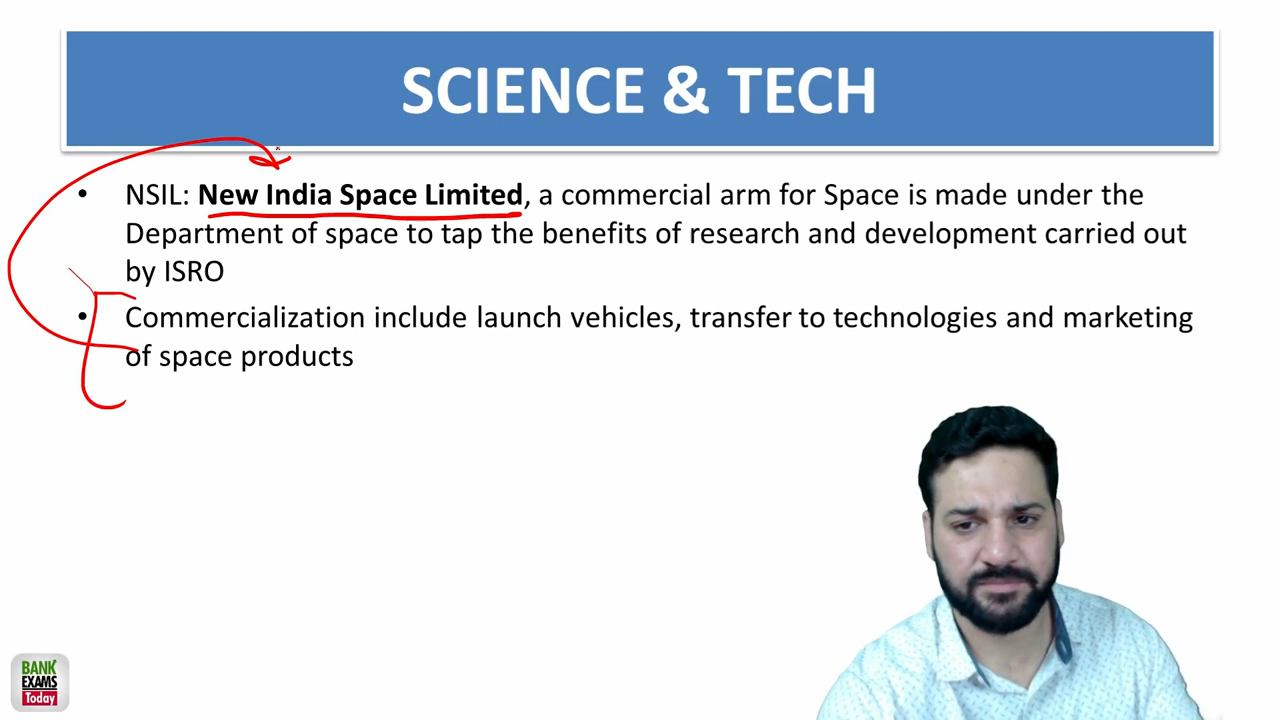 SCIENCE & TECH
• NSIL: New India Space Limited, a commercial arm for Space is made under the
Department of space to tap the benefits of research and development carried out
by ISRO
• Commercialization include launch vehicles, transfer to technologies and marketing
of space products
BANK
EXAMS
Today